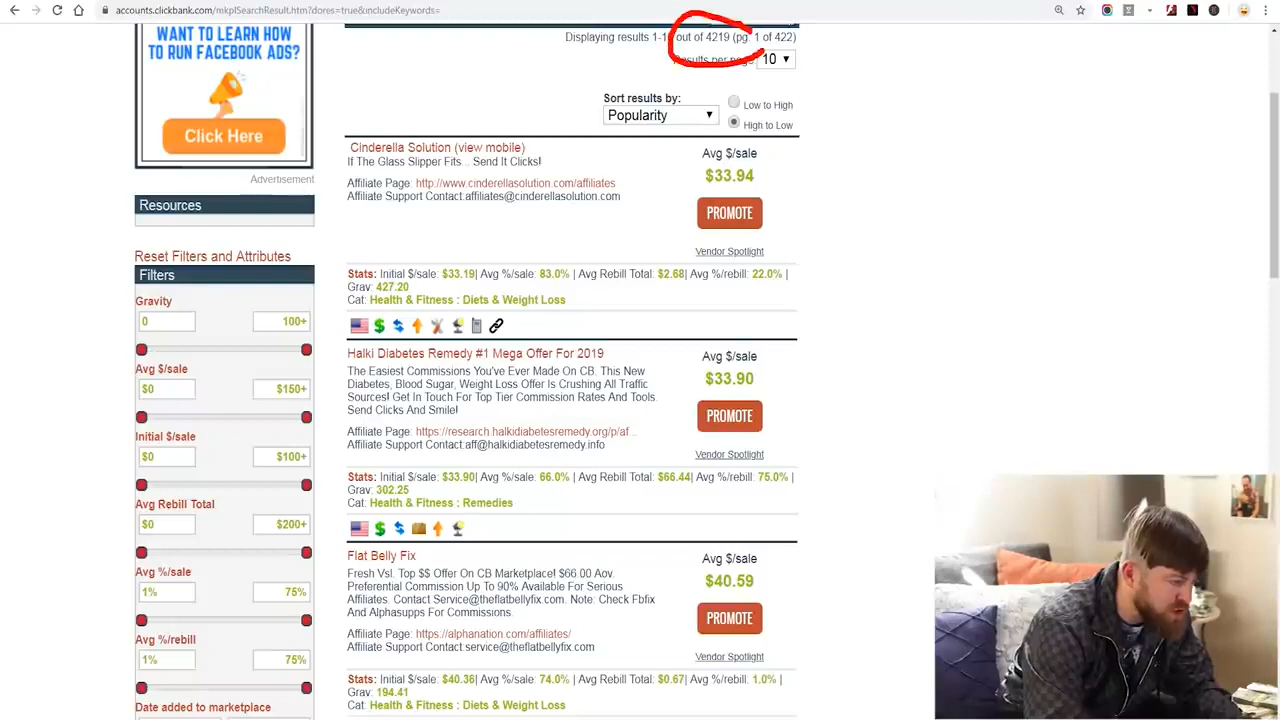 accounts.clickbank.com/mkplSearchResult.htm?dores=true&includeKeywords=
WANT TO LEARN HOW
TO RUN FACEBOOK ADS?
Click Here
Advertisement
Resources
Reset Filters and Attributes
Filters
Gravity
0 100+
Avg $/sale
$0 $150+
Initial $/sale
$0 $100+
Avg Rebill Total
$0 $200+
Avg %/sale
1% 75%
Avg %/rebill
1% 75%
Date added to marketplace
Displaying results 1-10 out of 4219 (pg. 1 of 422)
Results per page 10
Sort results by:
Popularity
Low to High
High to Low
Cinderella Solution (view mobile)
If The Glass Slipper Fits... Send It Clicks!
Affiliate Page: http://www.cinderellasolution.com/affiliates
Affiliate Support Contact:affiliates@cinderellasolution.com
Avg $/sale
$33.94
PROMOTE
Vendor Spotlight
Stats: Initial $/sale: $33.19| Avg %/sale: 83.0% | Avg Rebill Total: $2.68| Avg %/rebill: 22.0% |
Grav: 427.20
Cat: Health & Fitness : Diets & Weight Loss
Halki Diabetes Remedy #1 Mega Offer For 2019
The Easiest Commissions You've Ever Made On CB. This New
Diabetes, Blood Sugar, Weight Loss Offer Is Crushing All Traffic
Sources! Get In Touch For Top Tier Commission Rates And Tools.
Send Clicks And Smile!
Affiliate Page: https://research.halkidiabetesremedy.org/p/af...
Affiliate Support Contact:aff@halkidiabetesremedy.info
Avg $/sale
$33.90
PROMOTE
Vendor Spotlight
Stats: Initial $/sale: $33.90| Avg %/sale: 66.0% | Avg Rebill Total: $66.44| Avg %/rebill: 75.0% |
Grav: 302.25
Cat: Health & Fitness : Remedies
Flat Belly Fix
Fresh Vsl. Top $$ Offer On CB Marketplace! $66.00 Aov.
Preferential Commission Up To 90% Available For Serious
Affiliates. Contact Service@theflatbellyfix.com. Note: Check Fbfix
And Alphasupps For Commissions.
Affiliate Page: https://alphanation.com/affiliates/
Affiliate Support Contact:service@theflatbellyfix.com
Avg $/sale
$40.59
PROMOTE
Vendor Spotlight
Stats: Initial $/sale: $40.36| Avg %/sale: 74.0% | Avg Rebill Total: $0.67| Avg %/rebill: 1.0% |
Grav: 194.41
Cat: Health & Fitness : Diets & Weight Loss